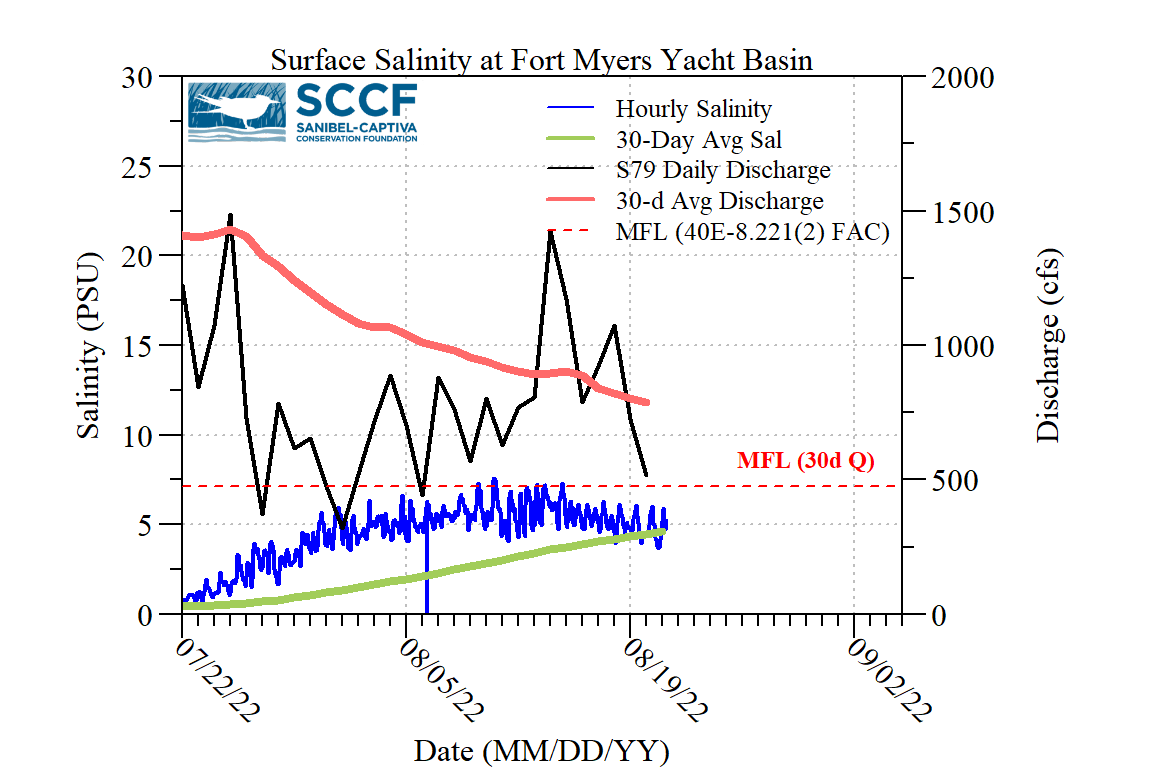 Surface Salinity at Fort Myers Yacht Basin
SCCF
SANIBEL-CAPTIVA
CONSERVATION FOUNDATION
Hourly Salinity
30-Day Avg Sal
S79 Daily Discharge
30-d Avg Discharge
MFL (40E-8.221(2) FAC)
MFL (30d Q)
Salinity (PSU)
30
25
20
15
10
5
0
Discharge (cfs)
2000
1500
1000
500
0
07/22/22
08/05/22
08/19/22
09/02/22
Date (MM/DD/YY)